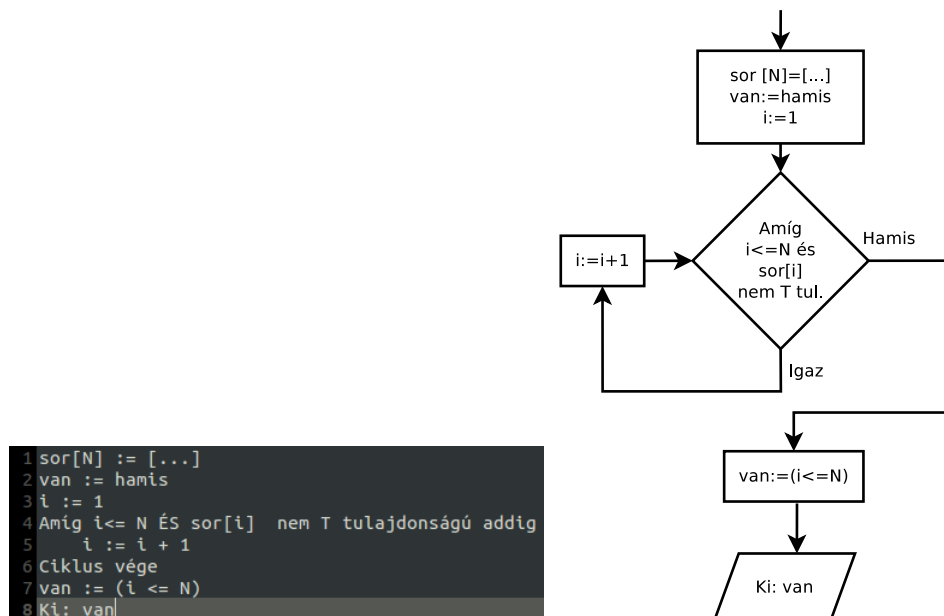 sor [N]=[...]
van:=hamis
i:=1
Amíg
i<=N és
sor[i]
nem T tul.
Hamis
i:=i+1
Igaz
van:=(i<=N)
Ki: van
1 sor[N] := [...]
2 van := hamis
3 i := 1
4 Amíg i<= N ÉS sor[i]  nem T tulajdonságú addig
5     i := i + 1
6 Ciklus vége
7 van := (i <= N)
8 Ki: van